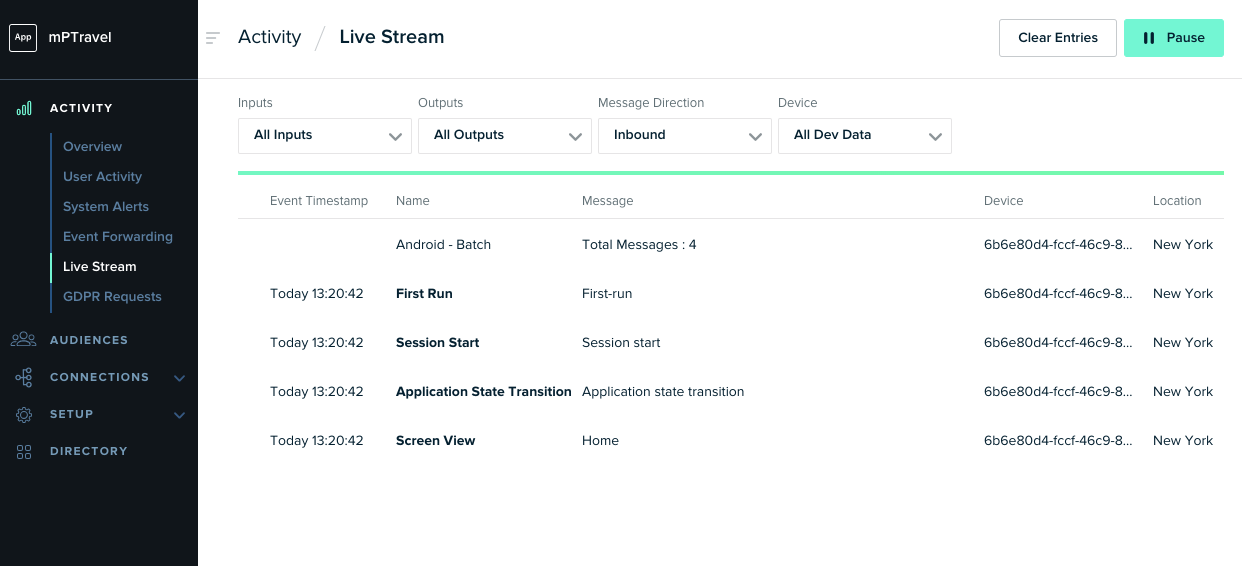 App mPTravel
ACTIVITY
Overview
User Activity
System Alerts
Event Forwarding
Live Stream
GDPR Requests
AUDIENCES
CONNECTIONS
SETUP
DIRECTORY
Activity / Live Stream
Clear Entries
Pause
Inputs Outputs Message Direction Device
All Inputs All Outputs Inbound All Dev Data
Event Timestamp Name Message Device Location
Android - Batch Total Messages : 4 6b6e80d4-fccf-46c9-8... New York
Today 13:20:42 First Run First-run 6b6e80d4-fccf-46c9-8... New York
Today 13:20:42 Session Start Session start 6b6e80d4-fccf-46c9-8... New York
Today 13:20:42 Application State Transition Application state transition 6b6e80d4-fccf-46c9-8... New York
Today 13:20:42 Screen View Home 6b6e80d4-fccf-46c9-8... New York